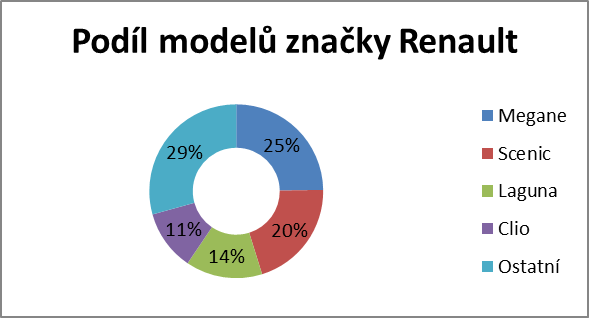 Podíl modelů značky Renault
25%
20%
14%
11%
29%
Megane
Scenic
Laguna
Clio
Ostatní